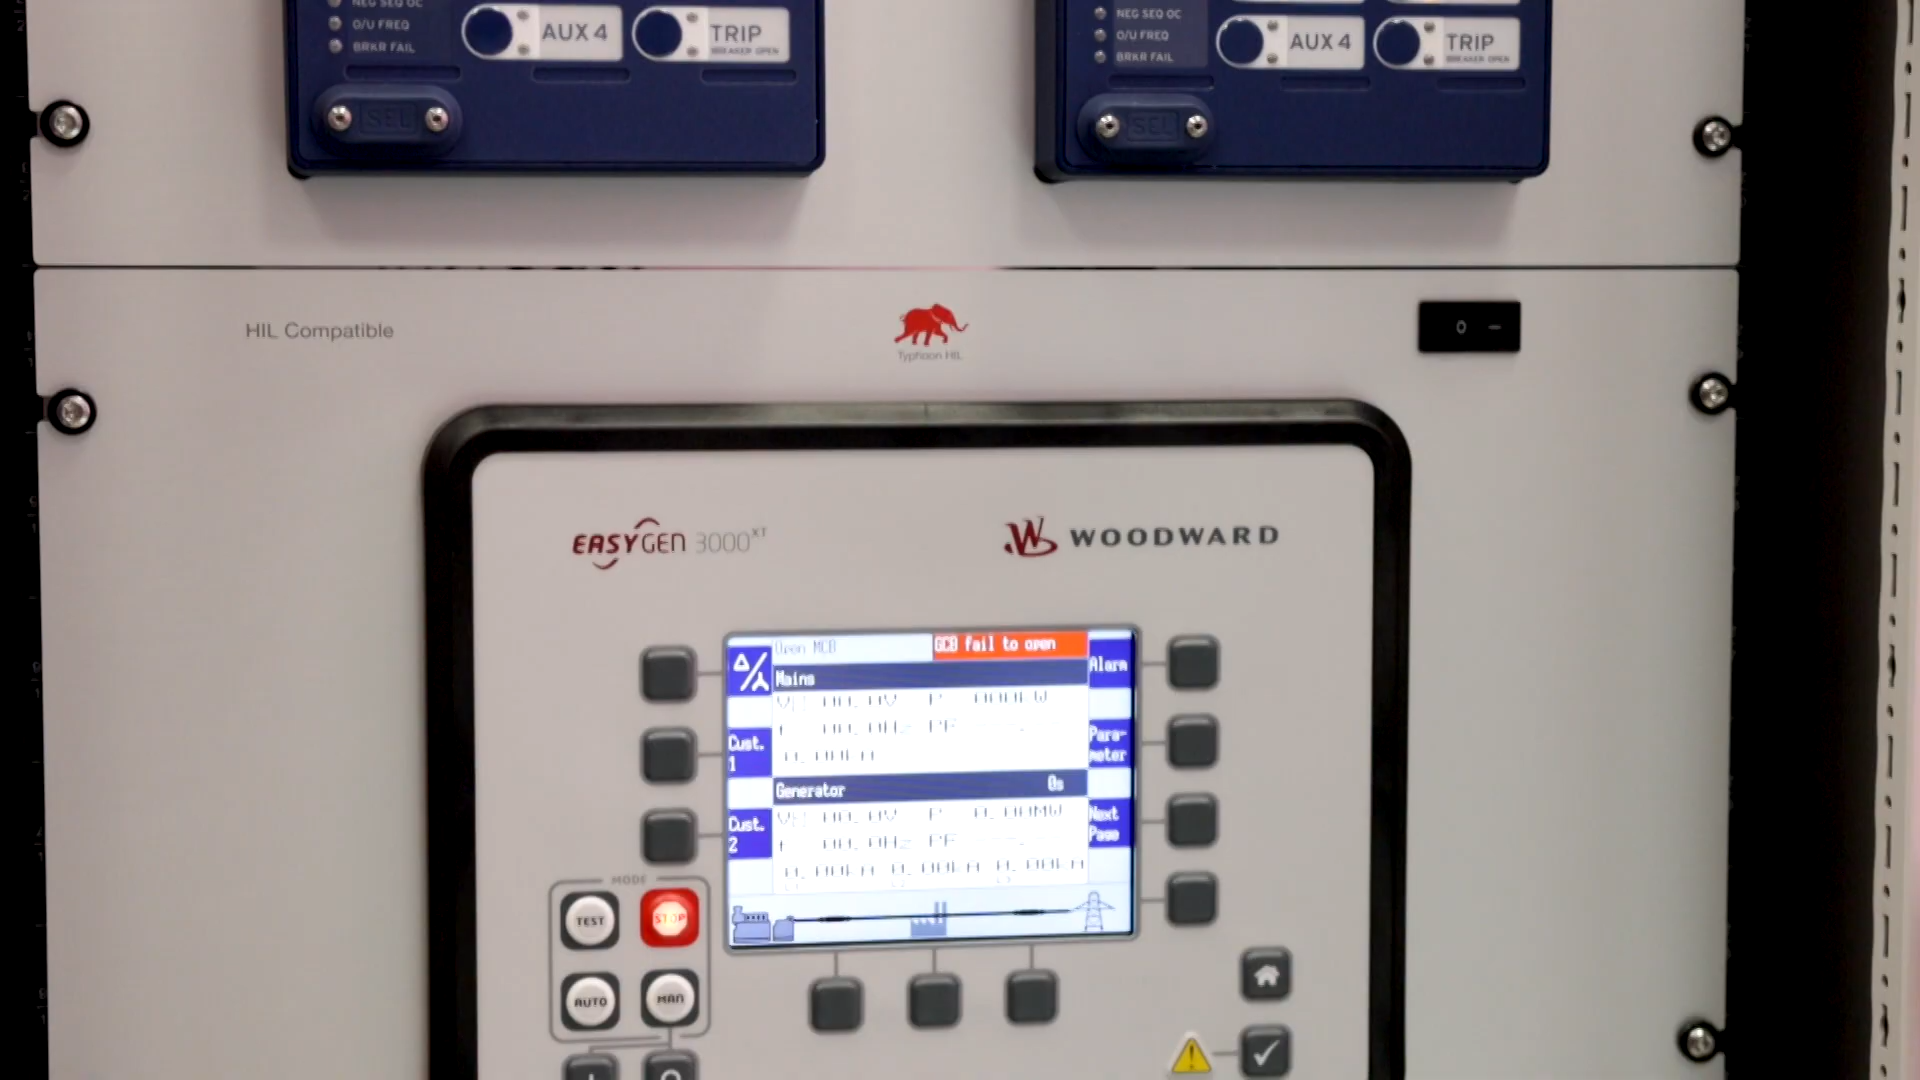 NEG SEQ OC
O/U FREQ
BRKR FAIL
AUX 4
TRIP
BREAKER OPEN
SEL
NEG SEQ OC
O/U FREQ
BRKR FAIL
AUX 4
TRIP
BREAKER OPEN
SEL
HIL Compatible
Typhoon HIL
O –
EASYGEN 3000XT
WOODWARD
Open MCB
GCB fail to open
Alarm
Mains
Cust.
1
Para-
meter
Generator 0s
Cust.
2
Next
Page
MODE
TEST
STOP
AUTO
MAN